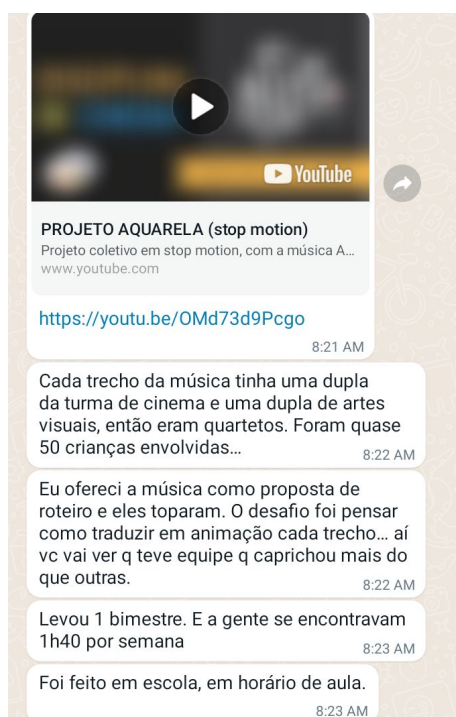 YouTube
PROJETO AQUARELA (stop motion)
Projeto coletivo em stop motion, com a música A...
www.youtube.com
https://youtu.be/OMd73d9Pcgo
8:21 AM
Cada trecho da música tinha uma dupla
da turma de cinema e uma dupla de artes
visuais, então eram quartetos. Foram quase
50 crianças envolvidas…
8:22 AM
Eu ofereci a música como proposta de
roteiro e eles toparam. O desafio foi pensar
como traduzir em animação cada trecho… aí
vc vai ver q teve equipe q caprichou mais do
que outras.
8:22 AM
Levou 1 bimestre. E a gente se encontravam
1h40 por semana
8:23 AM
Foi feito em escola, em horário de aula.
8:23 AM